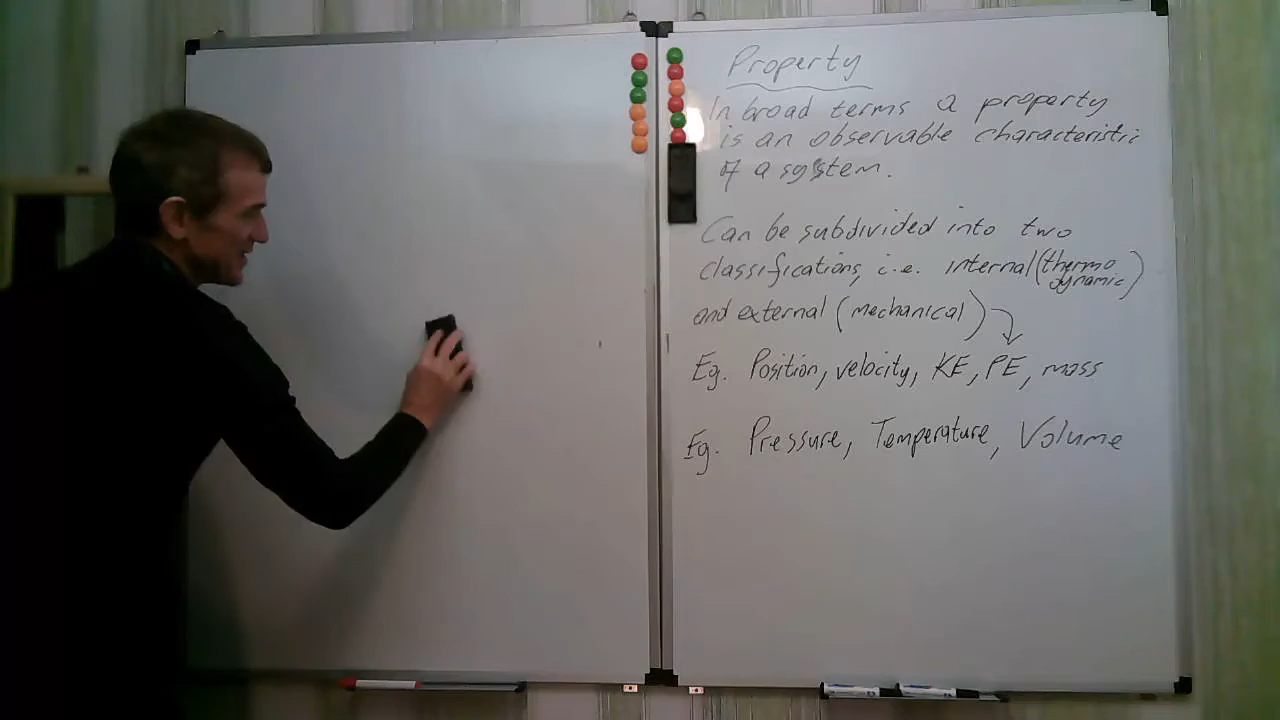 Property
In broad terms a property
is an observable characteristic
of a system.
Can be subdivided into two
classifications, i.e. internal (thermo
dynamic)
and external (mechanical)
Eg. Position, velocity, KE, PE, mass
Eg. Pressure, Temperature, Volume